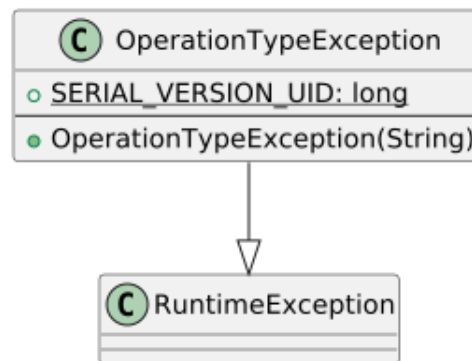 C OperationTypeException
SERIAL_VERSION_UID: long
OperationTypeException(String)
C RuntimeException